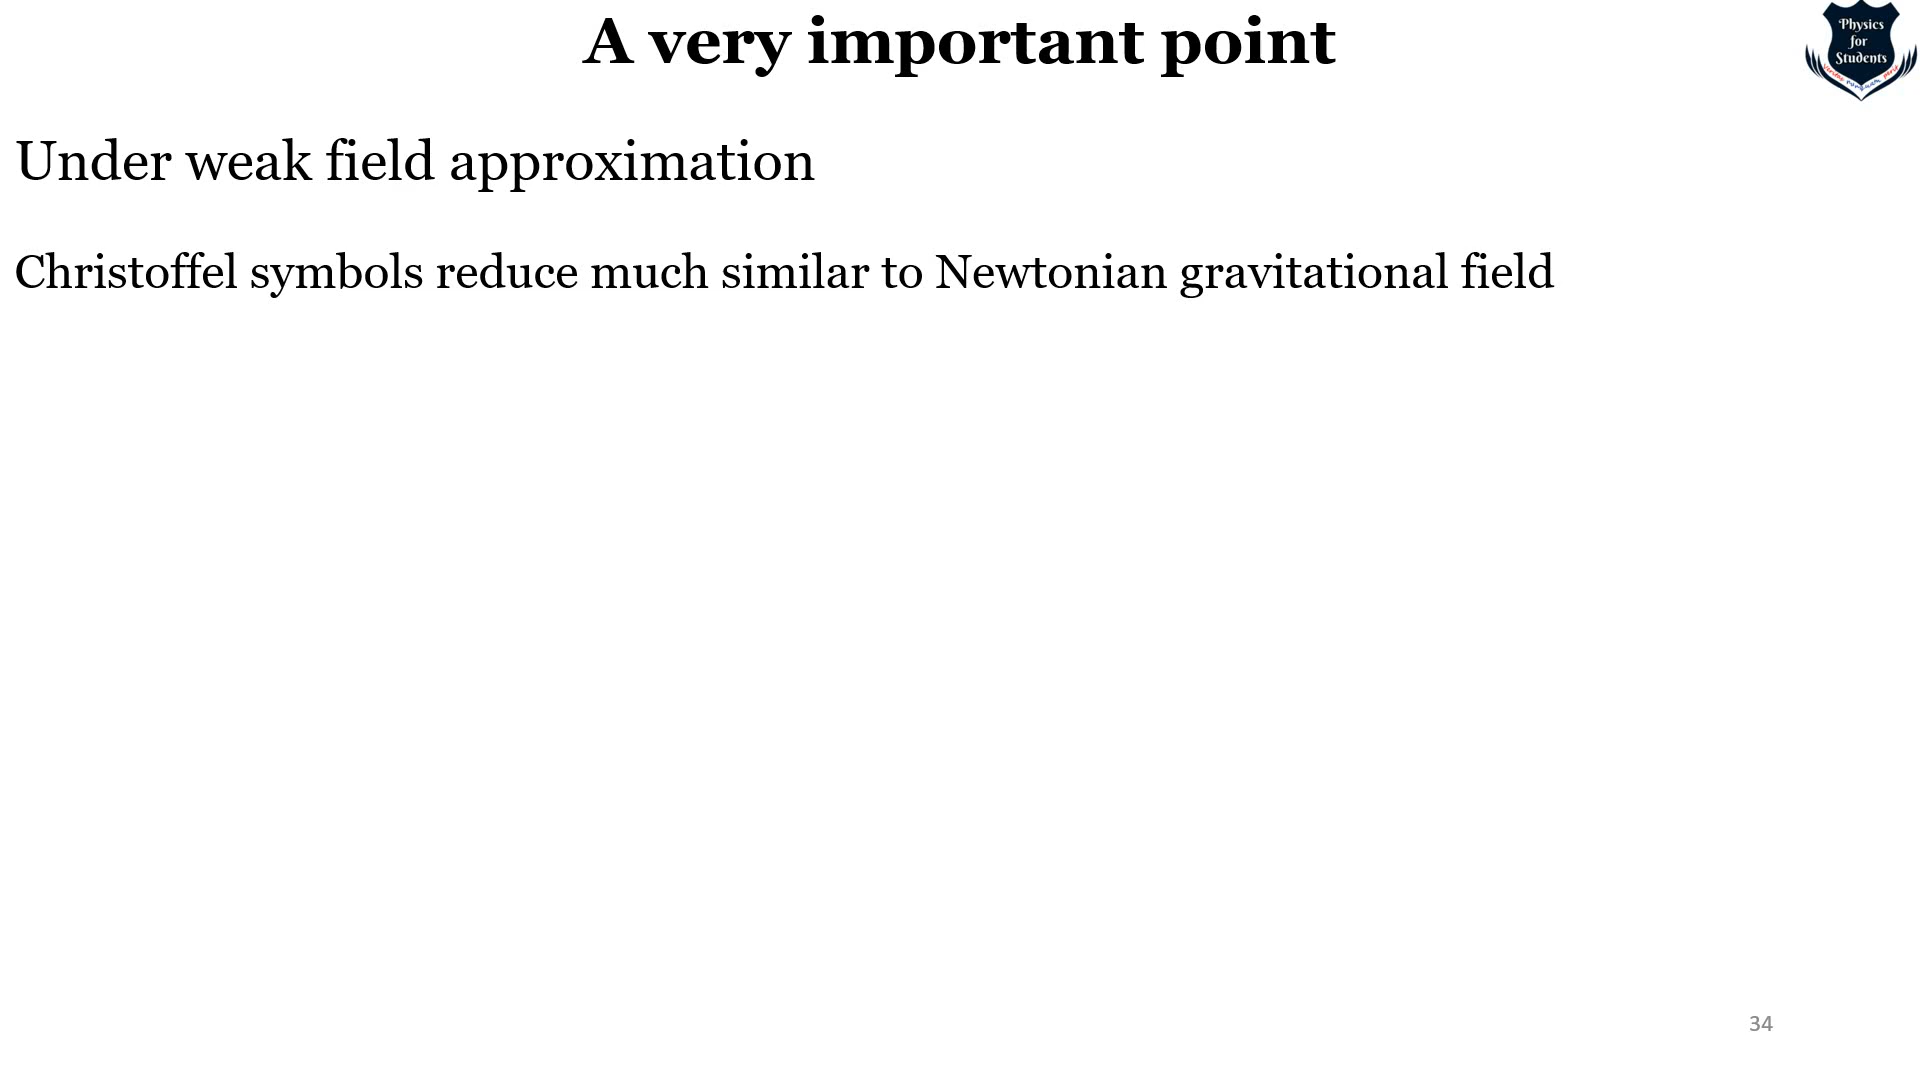 A very important point
Physics
for
Students
Under weak field approximation
Christoffel symbols reduce much similar to Newtonian gravitational field
34